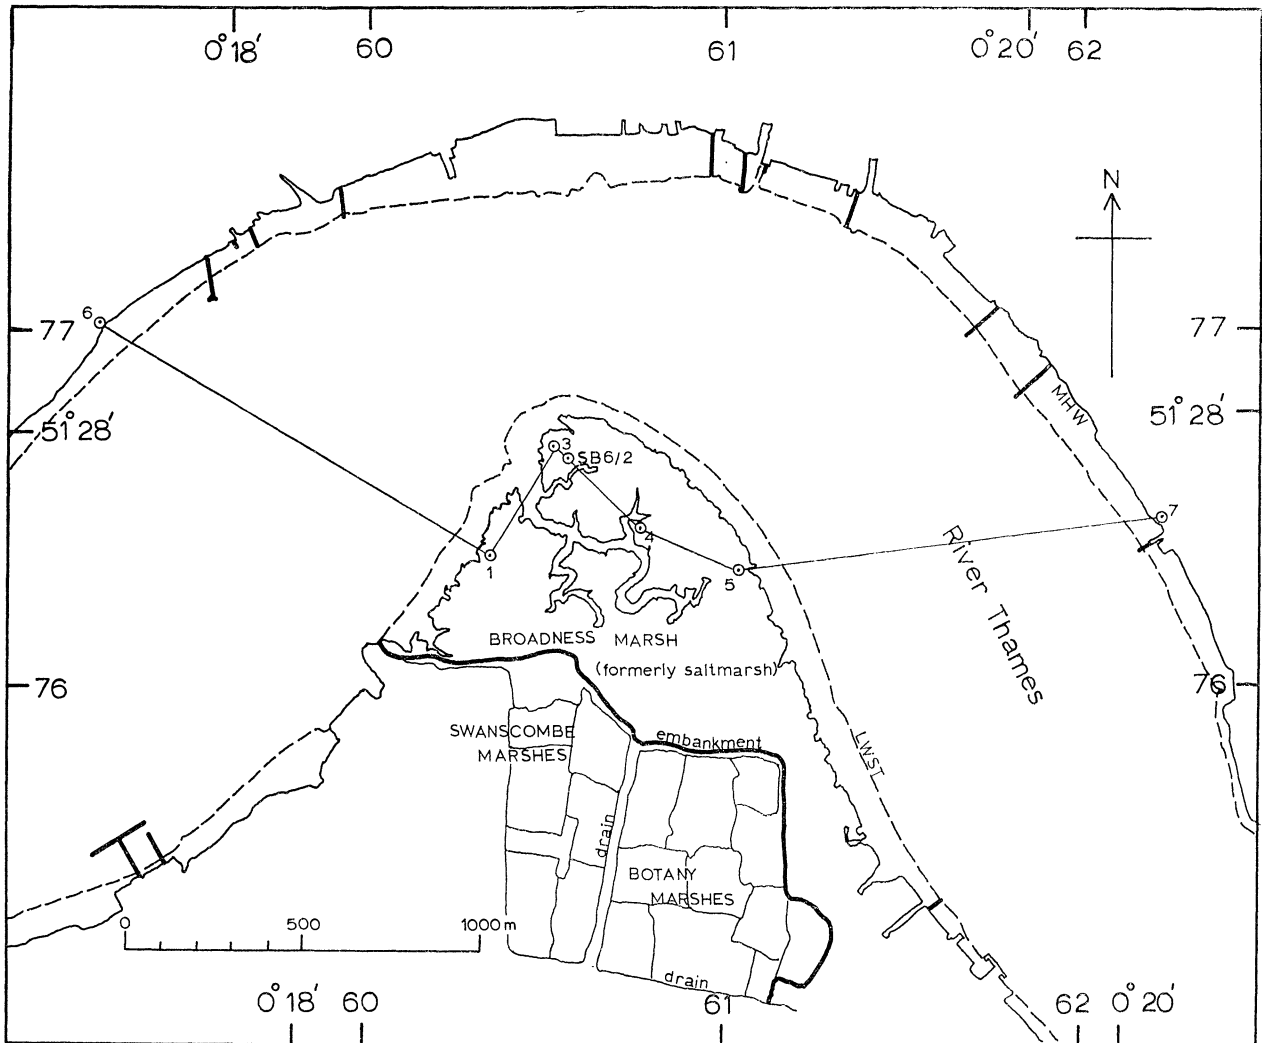 0°18′ 60 61 0°20′ 62
N
6
77 77
51°28′ 51°28′
MHW
3
SB6/2
7
4
1
5
River Thames
BROADNESS MARSH
(formerly saltmarsh)
76 76
SWANSCOMBE
MARSHES
embankment
LWST
drain
BOTANY
MARSHES
0 500 1000m
drain
0°18′ 60 61 62 0°20′